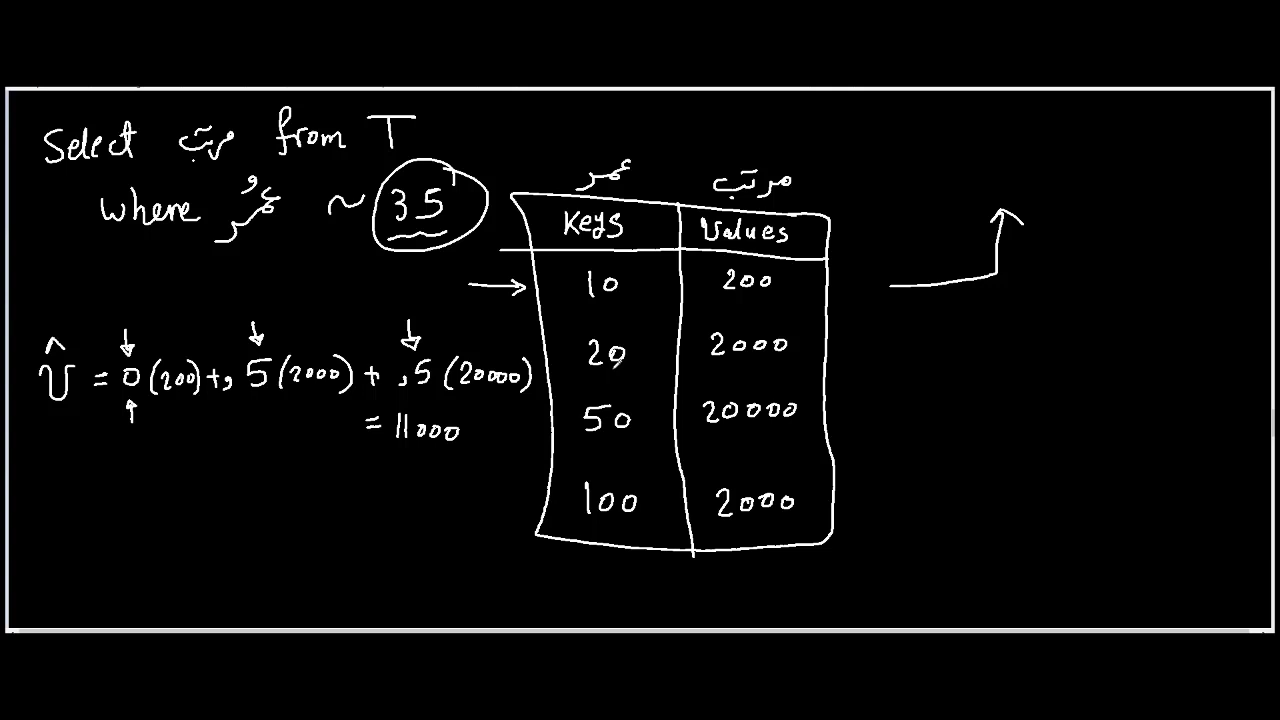 Select مرتب from T
where عمر ~ 35
عمر مرتب
Keys Values
10 200
20 2000
50 20000
100 2000
v̂ = 0(200)+,5(2000)+ ,5(20000)
= 11000